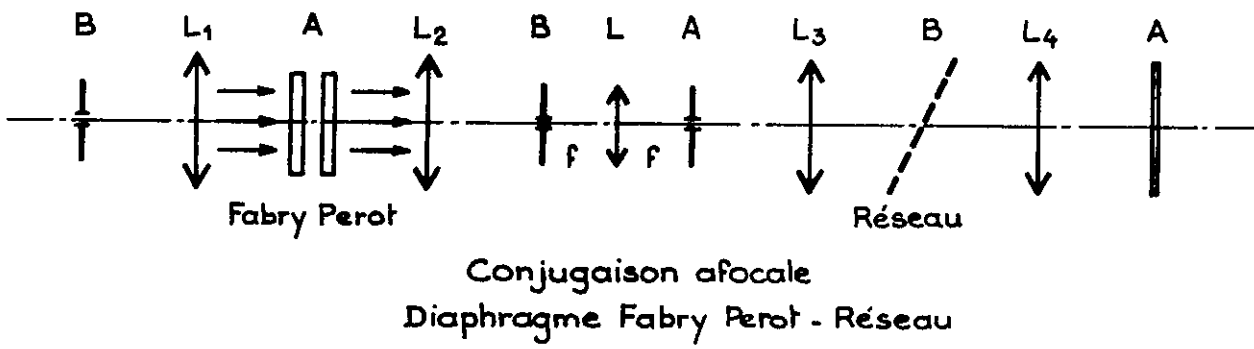 B L₁ A L₂ B L A L₃ B L₄ A
f f
Fabry Perot Réseau
Conjugaison afocale
Diaphragme Fabry Perot - Réseau